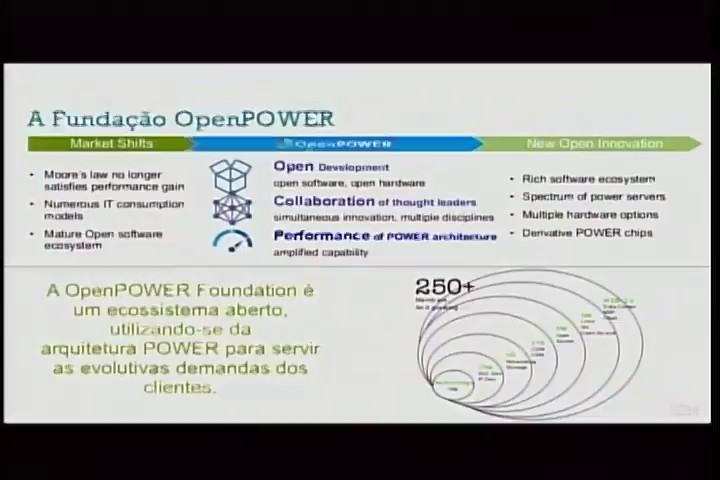 A Fundação OpenPOWER
Market Shifts
OpenPOWER
New Open Innovation
• Moore's law no longer
satisfies performance gain
• Numerous IT consumption
models
• Mature Open software
ecosystem
Open Development
open software, open hardware
Collaboration of thought leaders
simultaneous innovation, multiple disciplines
Performance of POWER architecture
amplified capability
• Rich software ecosystem
• Spectrum of power servers
• Multiple hardware options
• Derivative POWER chips
A OpenPOWER Foundation é
um ecossistema aberto,
utilizando-se da
arquitetura POWER para servir
as evolutivas demandas dos
clientes.
250+